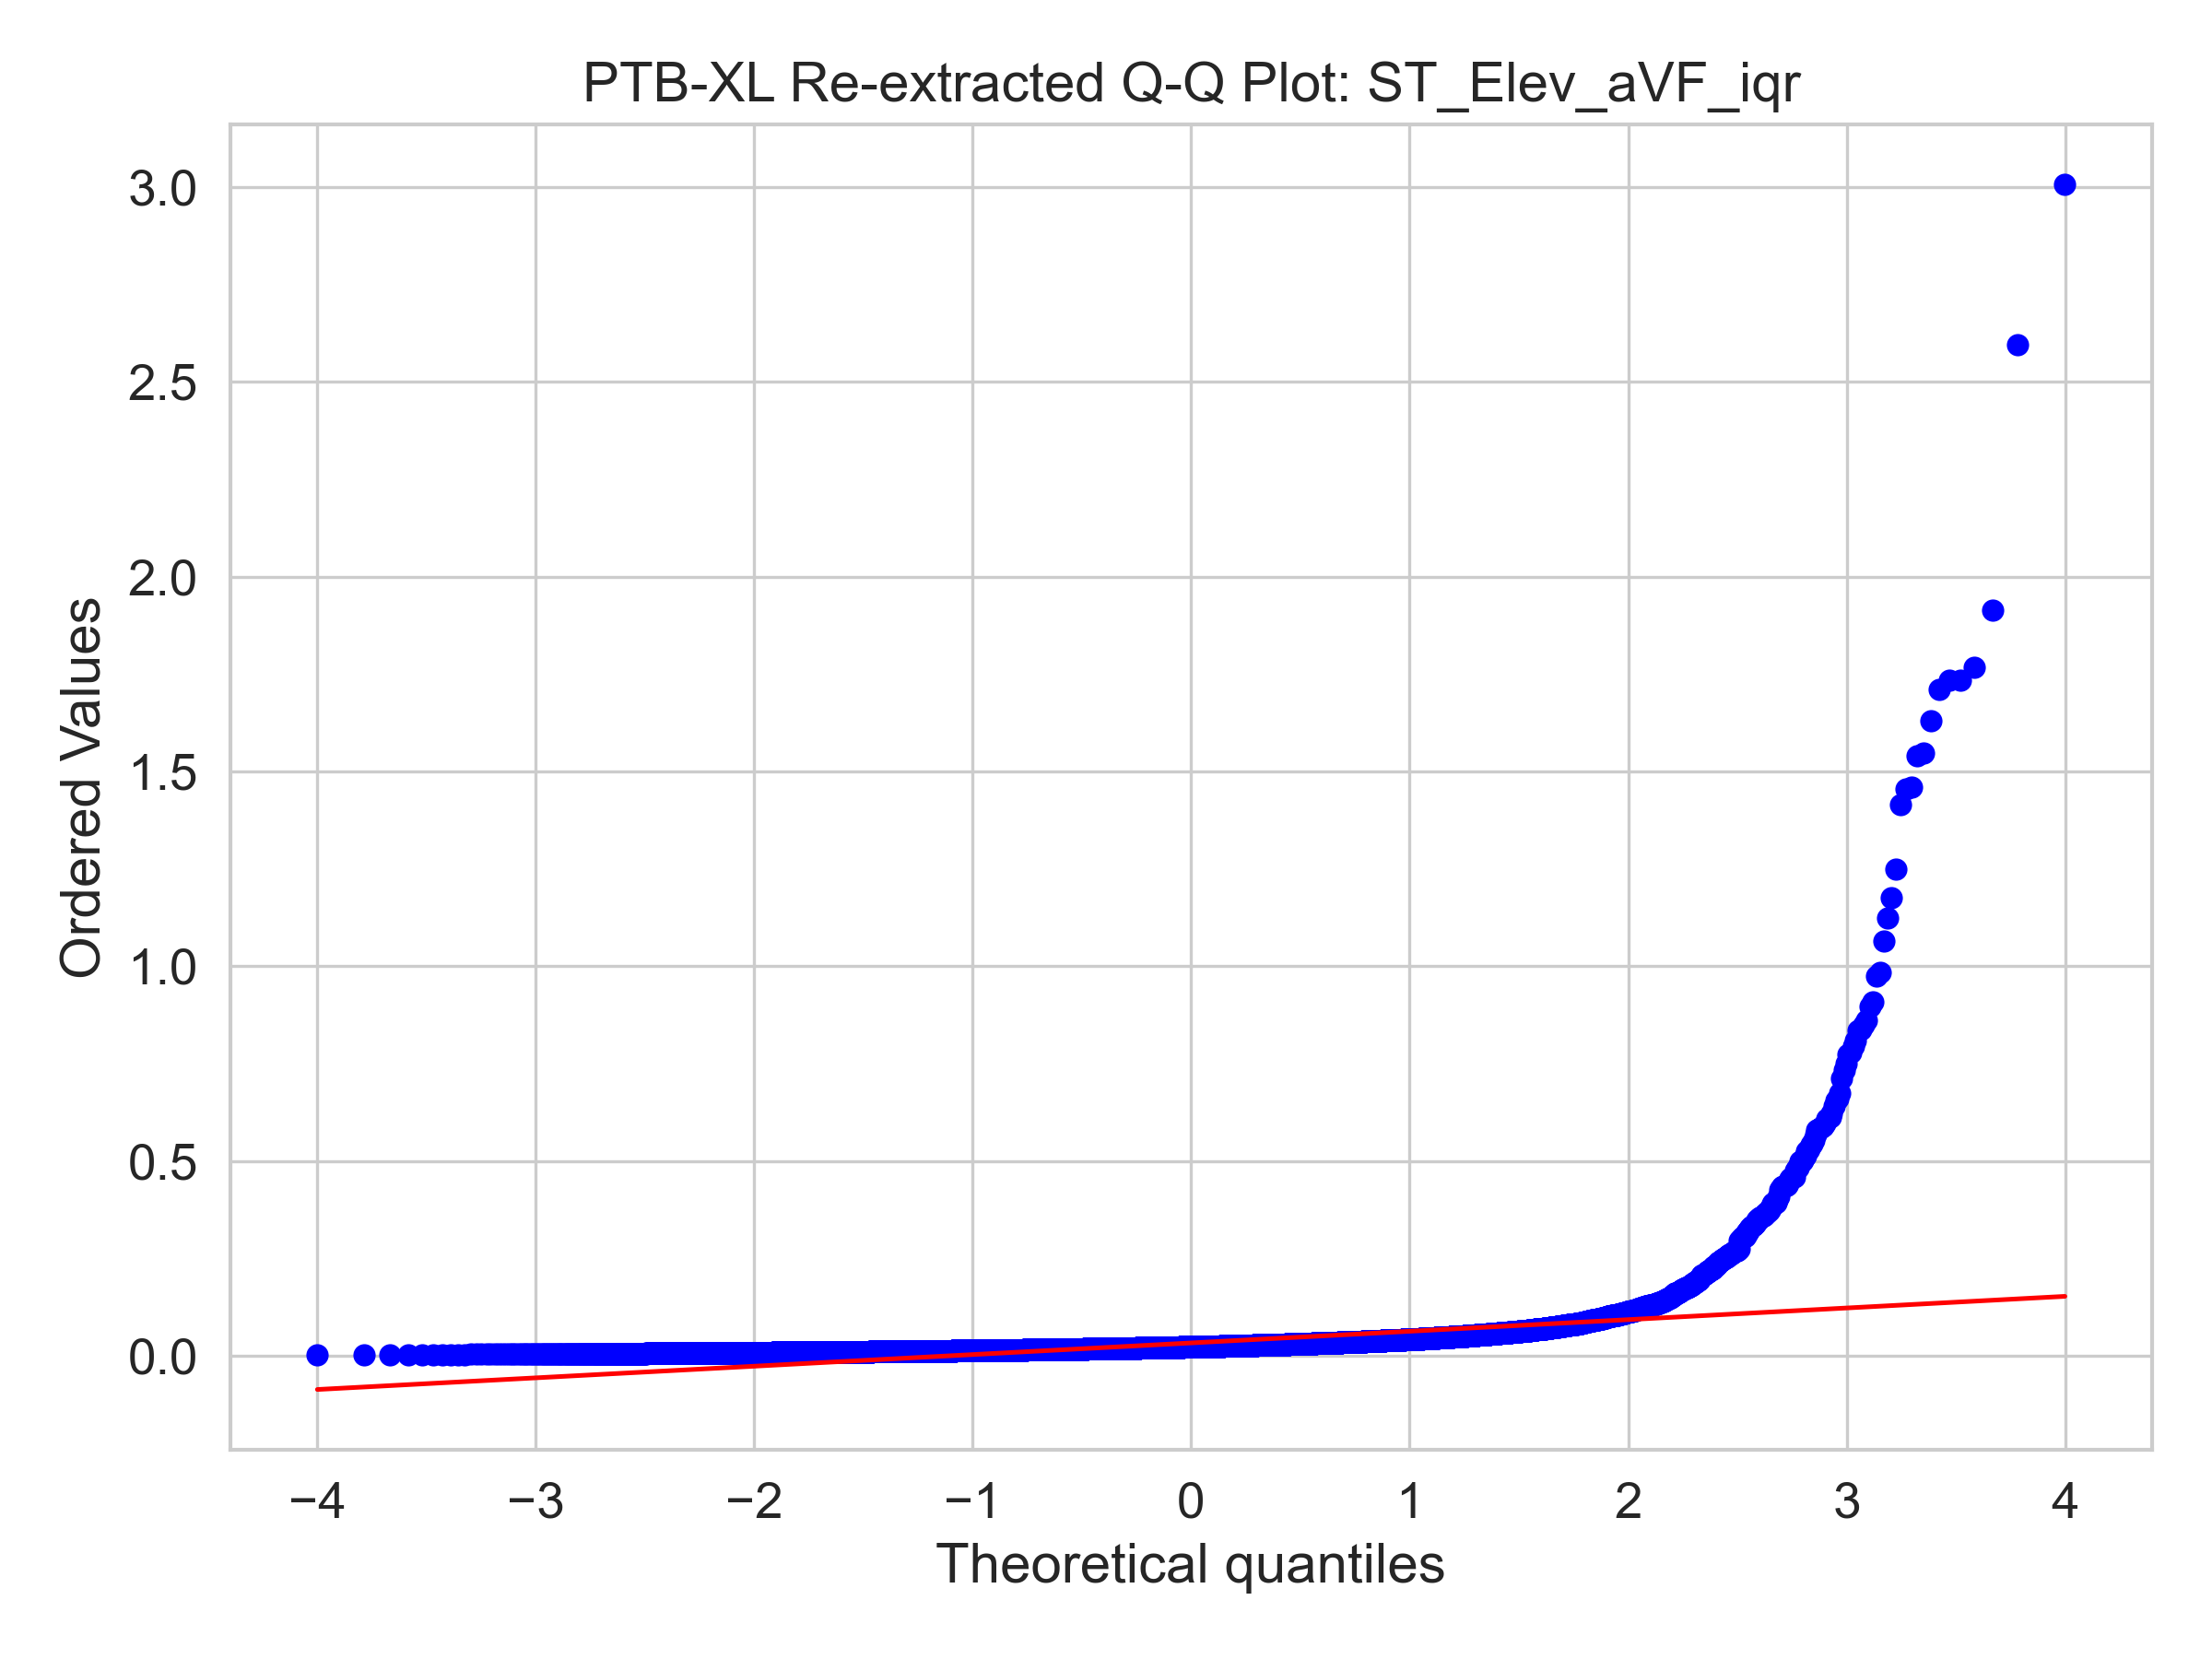 PTB-XL Re-extracted Q-Q Plot: ST_Elev_aVF_iqr
3.0
2.5
2.0
1.5
1.0
0.5
0.0
Ordered Values
−4 −3 −2 −1 0 1 2 3 4
Theoretical quantiles